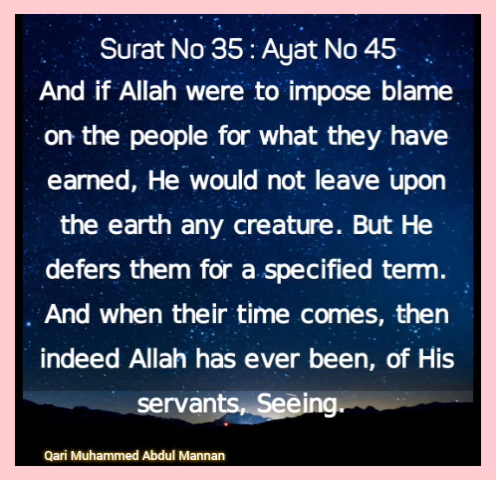 Surat No 35 : Ayat No 45
And if Allah were to impose blame
on the people for what they have
earned, He would not leave upon
the earth any creature. But He
defers them for a specified term.
And when their time comes, then
indeed Allah has ever been, of His
servants, Seeing.
Qari Muhammed Abdul Mannan